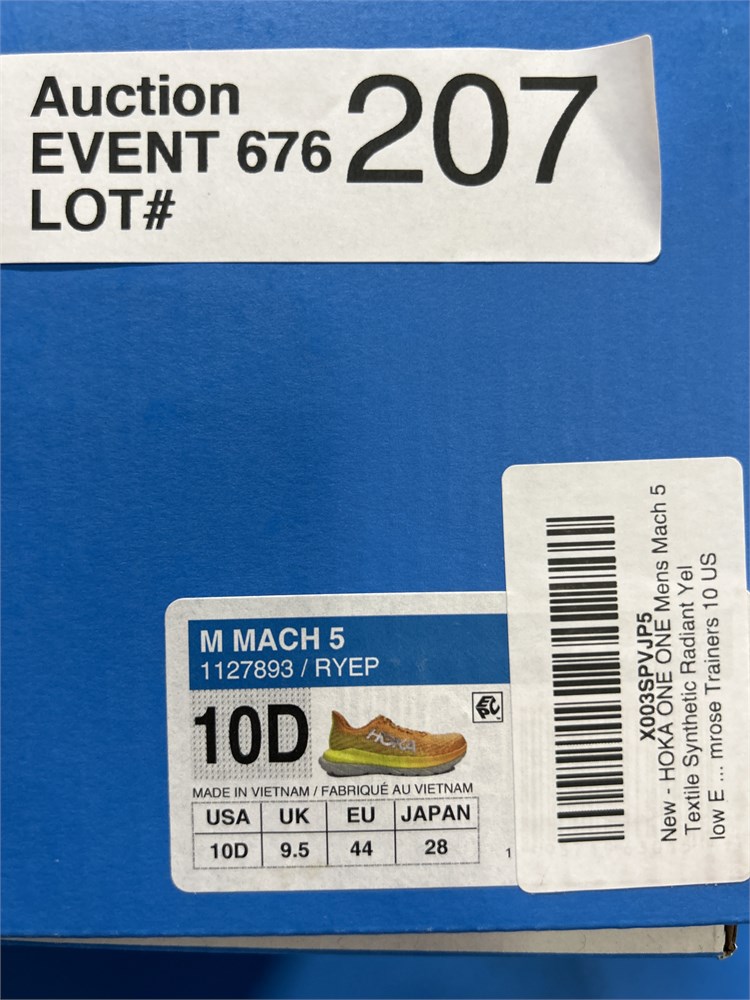 Auction
EVENT 676
LOT#
207
M MACH 5
1127893 / RYEP
10D
HOKA
MADE IN VIETNAM / FABRIQUÉ AU VIETNAM
USA UK EU JAPAN
10D 9.5 44 28
1
X003SPVJP5
New - HOKA ONE ONE Mens Mach 5
Textile Synthetic Radiant Yel
low E ... mrose Trainers 10 US